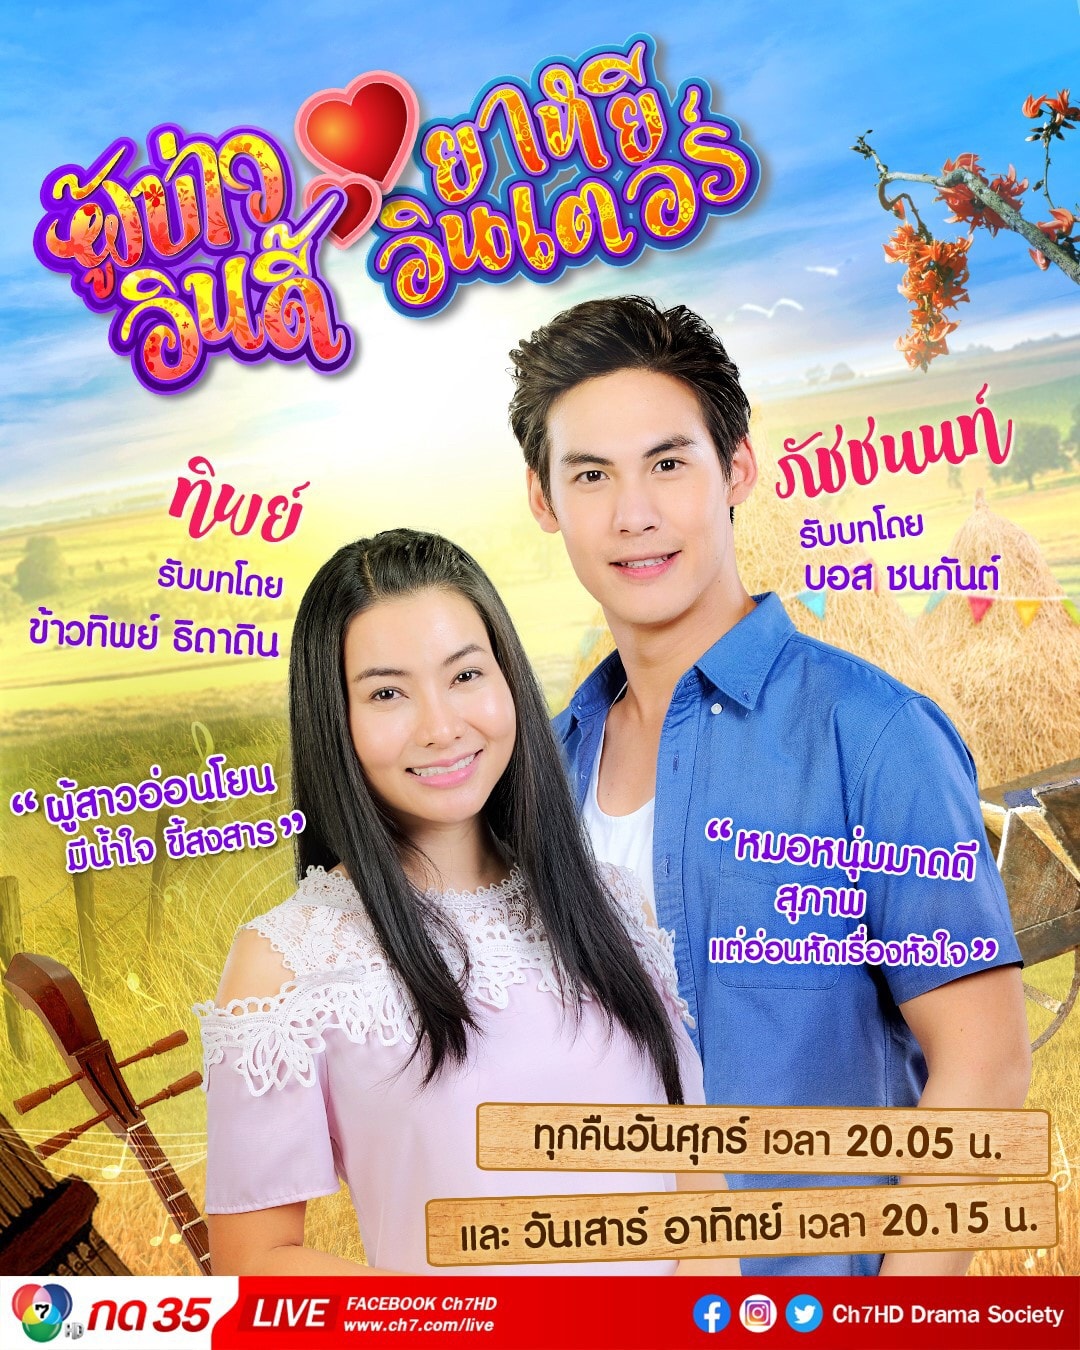 ผู้บ่าว
อินดี้
ยาหยี
อินเตอร์
ทิพย์
รับบทโดย
ข้าวทิพย์ ธิดาดิน
ภัชชนนท์
รับบทโดย
บอส ชนกันต์
“ผู้สาวอ่อนโยน
มีน้ำใจ ขี้สงสาร”
“หมอหนุ่มมาดดี
สุภาพ
แต่อ่อนหัดเรื่องหัวใจ”
ทุกคืนวันศุกร์ เวลา 20.05 น.
และ วันเสาร์ อาทิตย์ เวลา 20.15 น.
7 HD กด 35
LIVE
FACEBOOK Ch7HD
www.ch7.com/live
Ch7HD Drama Society